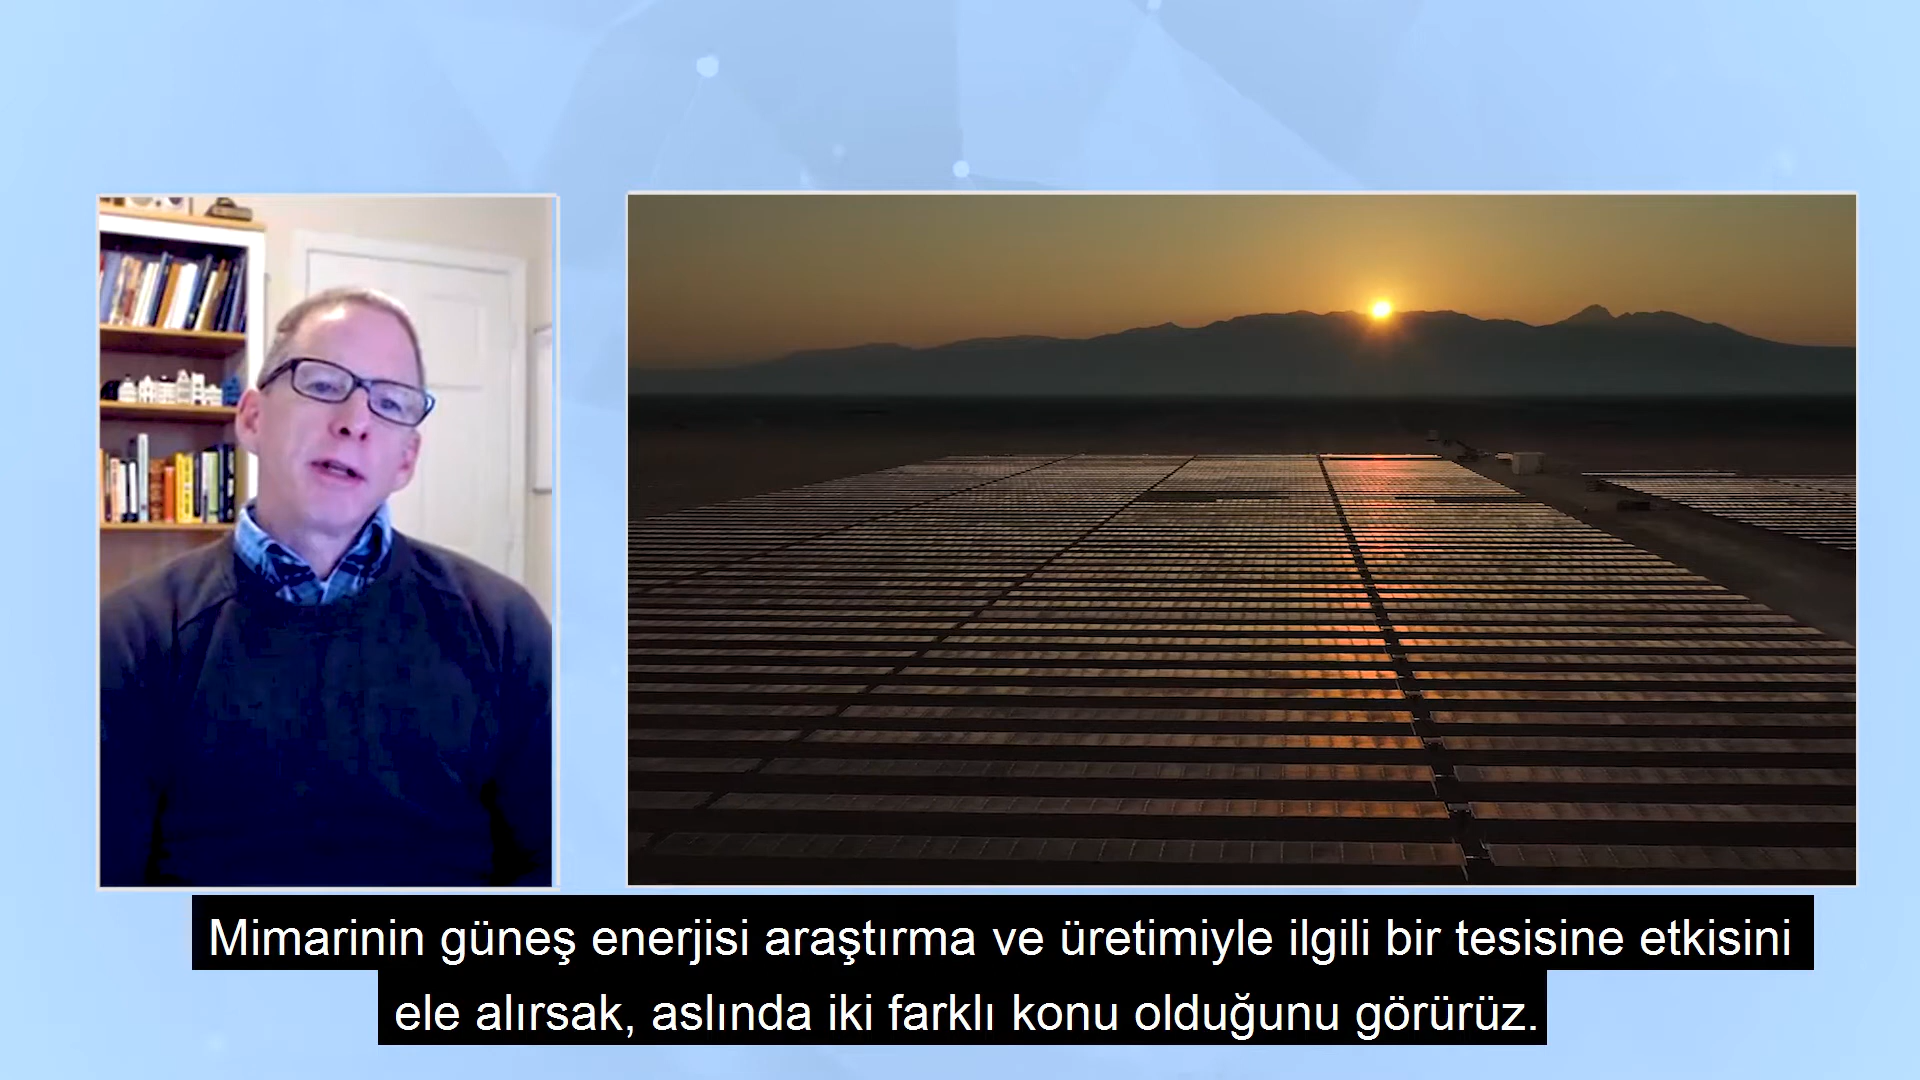 Mimarinin güneş enerjisi araştırma ve üretimiyle ilgili bir tesisine etkisini
ele alırsak, aslında iki farklı konu olduğunu görürüz.